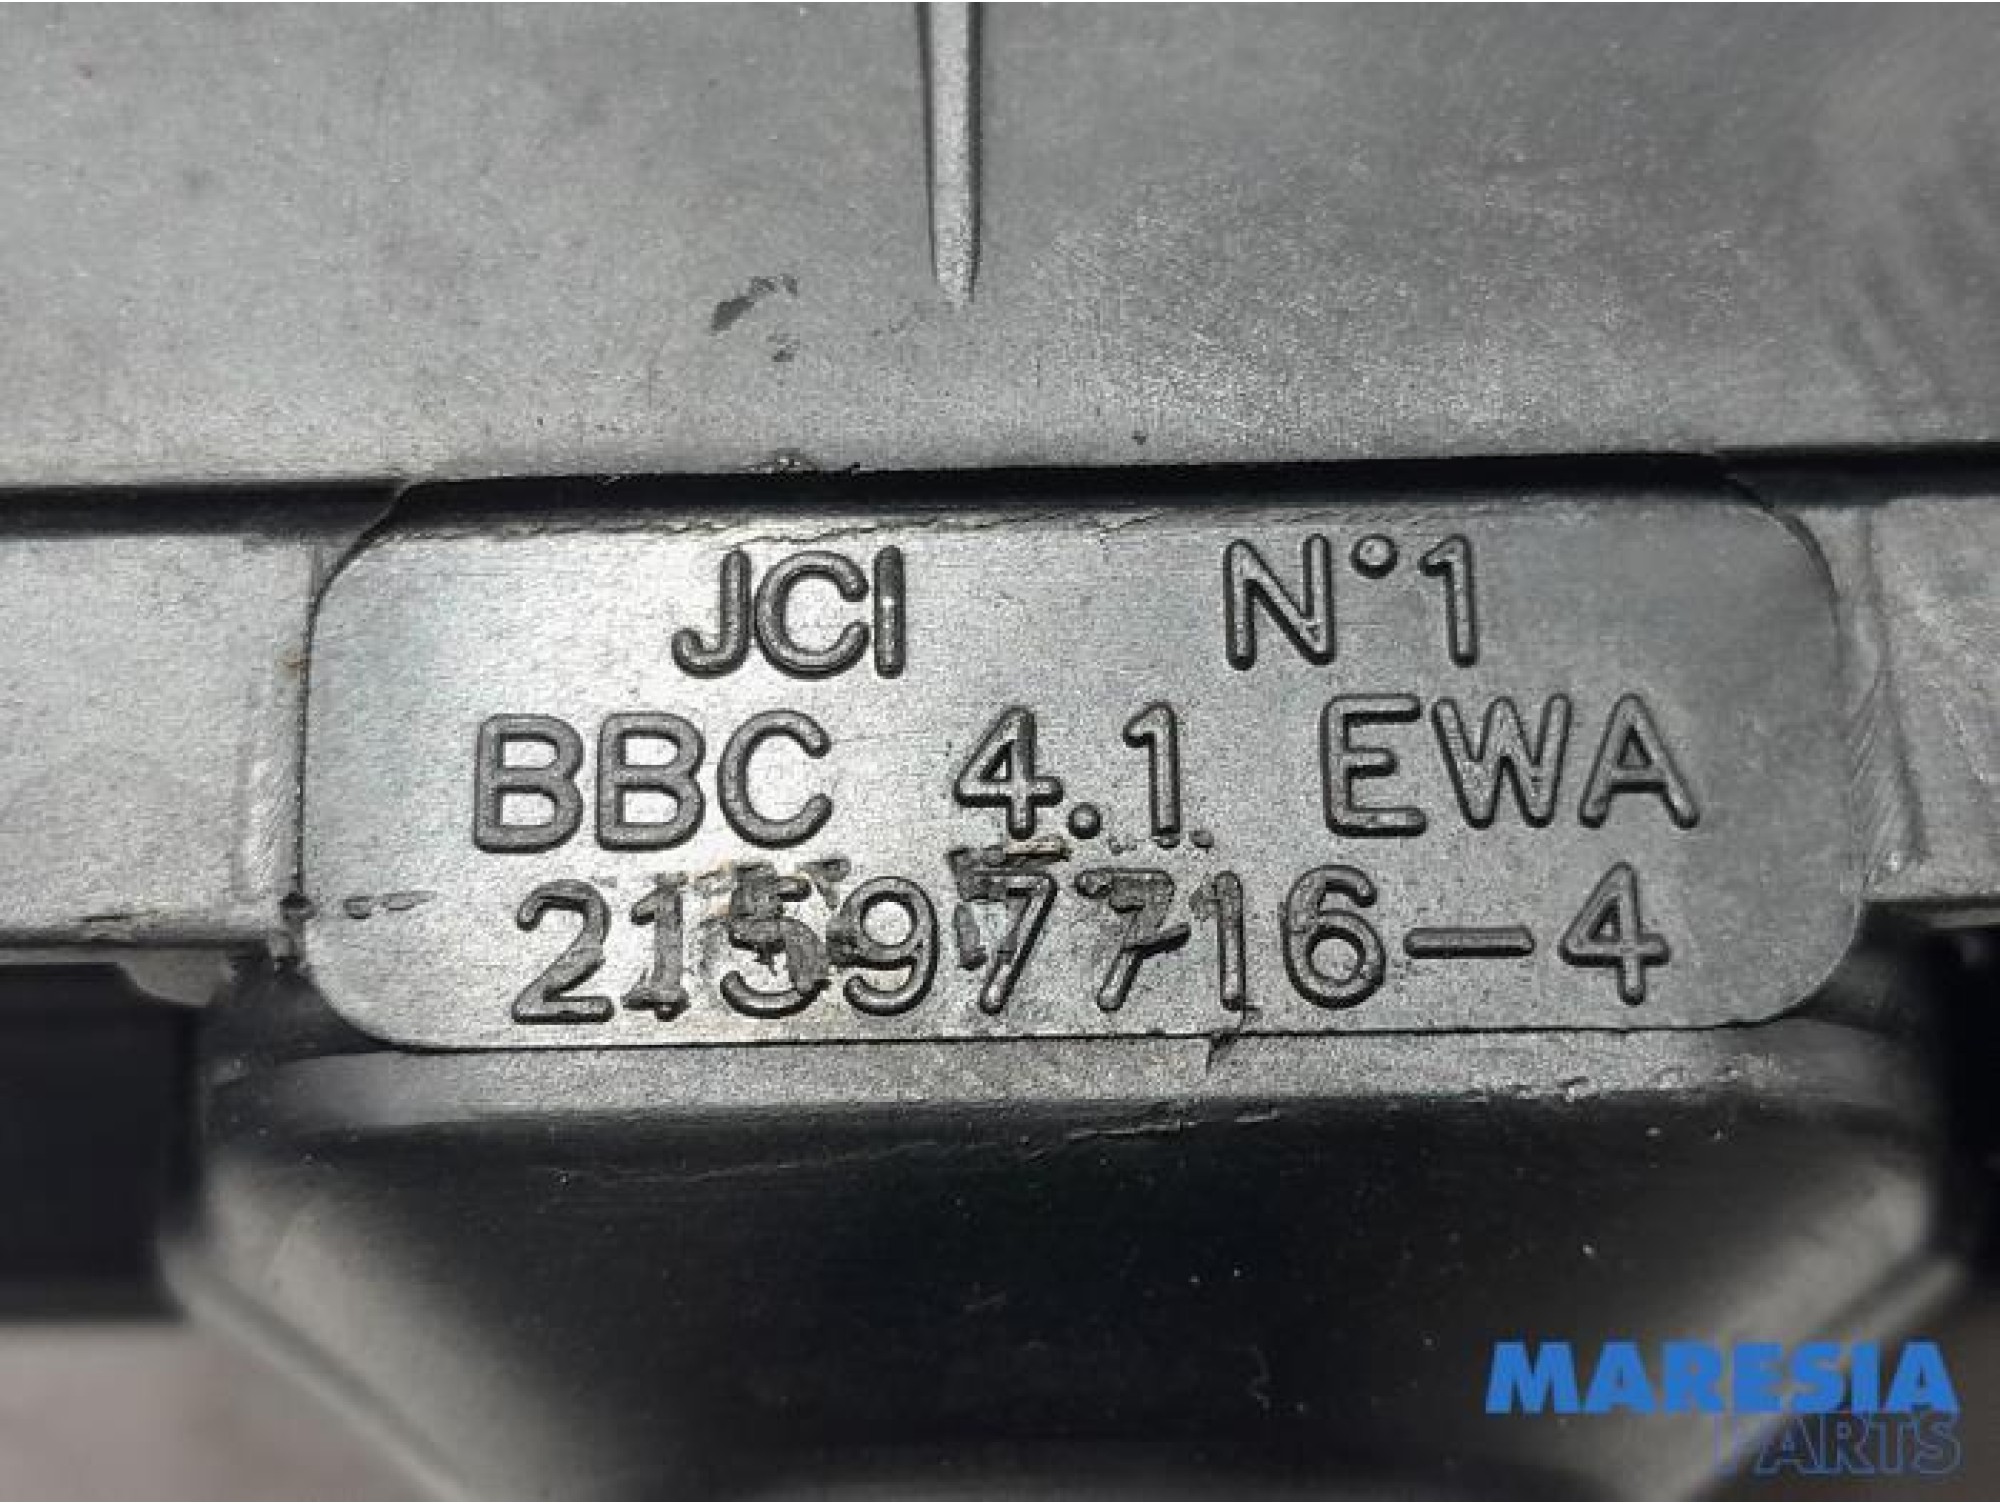 JCI N°1
BBC 4.1 EWA
21597716-4
MARESIA
PARTS